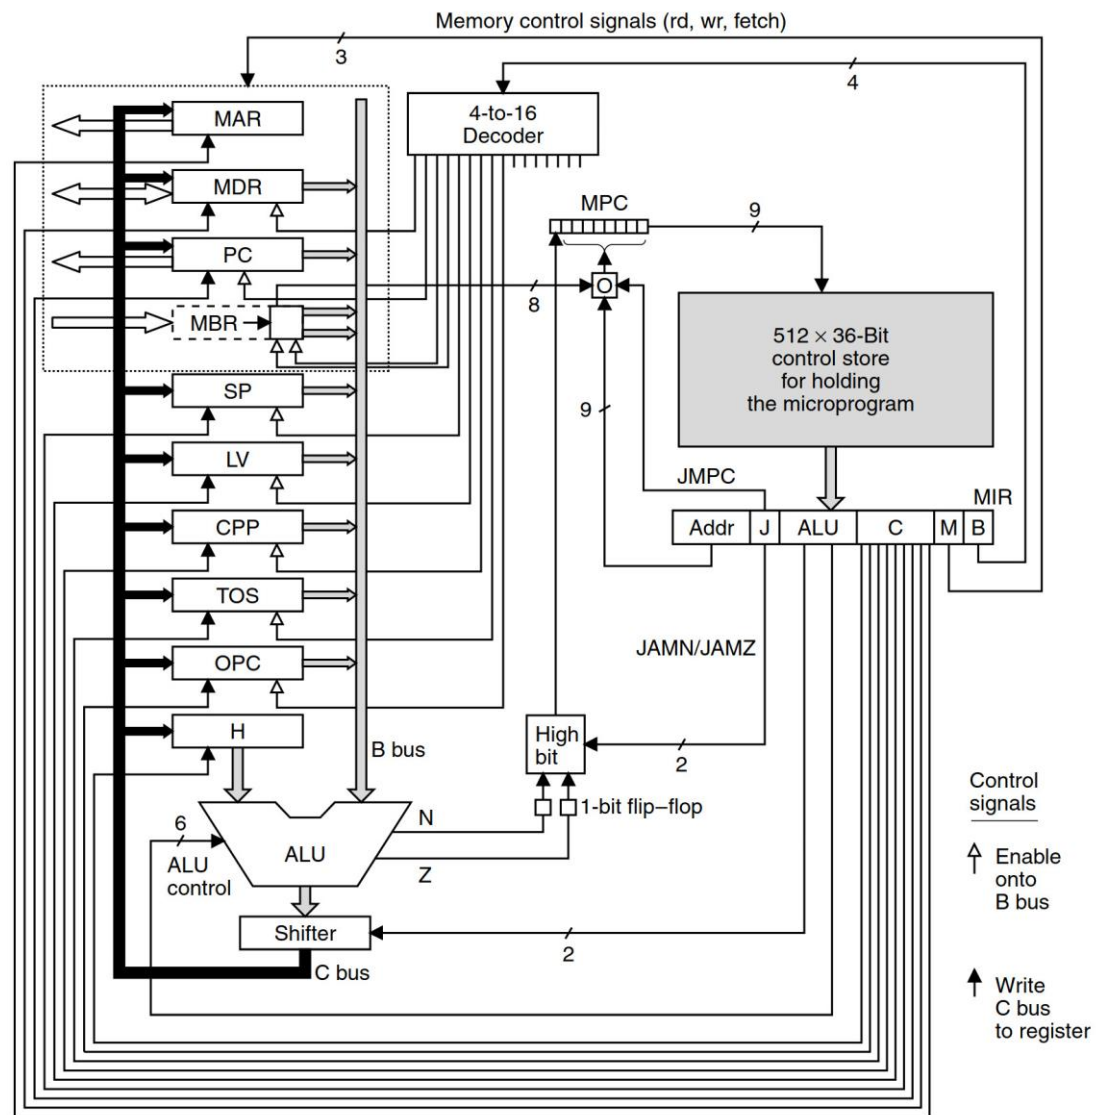 Memory control signals (rd, wr, fetch)
3
4
MAR
4-to-16
Decoder
MDR
MPC
9
PC
O
8
MBR
512 × 36-Bit
control store
for holding
the microprogram
SP
9
LV
JMPC
MIR
Addr J ALU C M B
CPP
TOS
JAMN/JAMZ
OPC
H
High
bit
B bus
2
1-bit flip–flop
Control
signals
6
N
ALU
ALU
control
Z
Enable
onto
B bus
Shifter
2
C bus
Write
C bus
to register